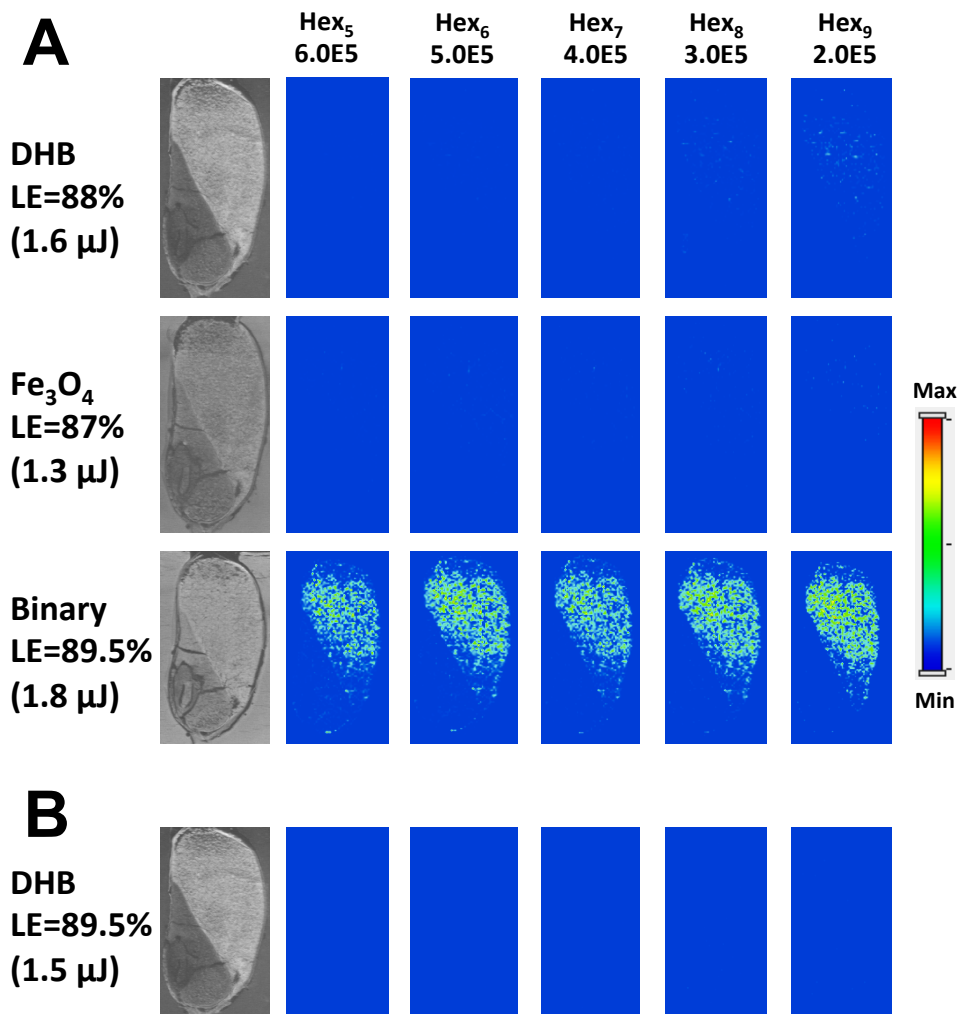 A
Hex₅ Hex₆ Hex₇ Hex₈ Hex₉
6.0E5 5.0E5 4.0E5 3.0E5 2.0E5
DHB
LE=88%
(1.6 µJ)
Fe₃O₄
LE=87%
(1.3 µJ)
Max
Binary
LE=89.5%
(1.8 µJ)
Min
B
DHB
LE=89.5%
(1.5 µJ)